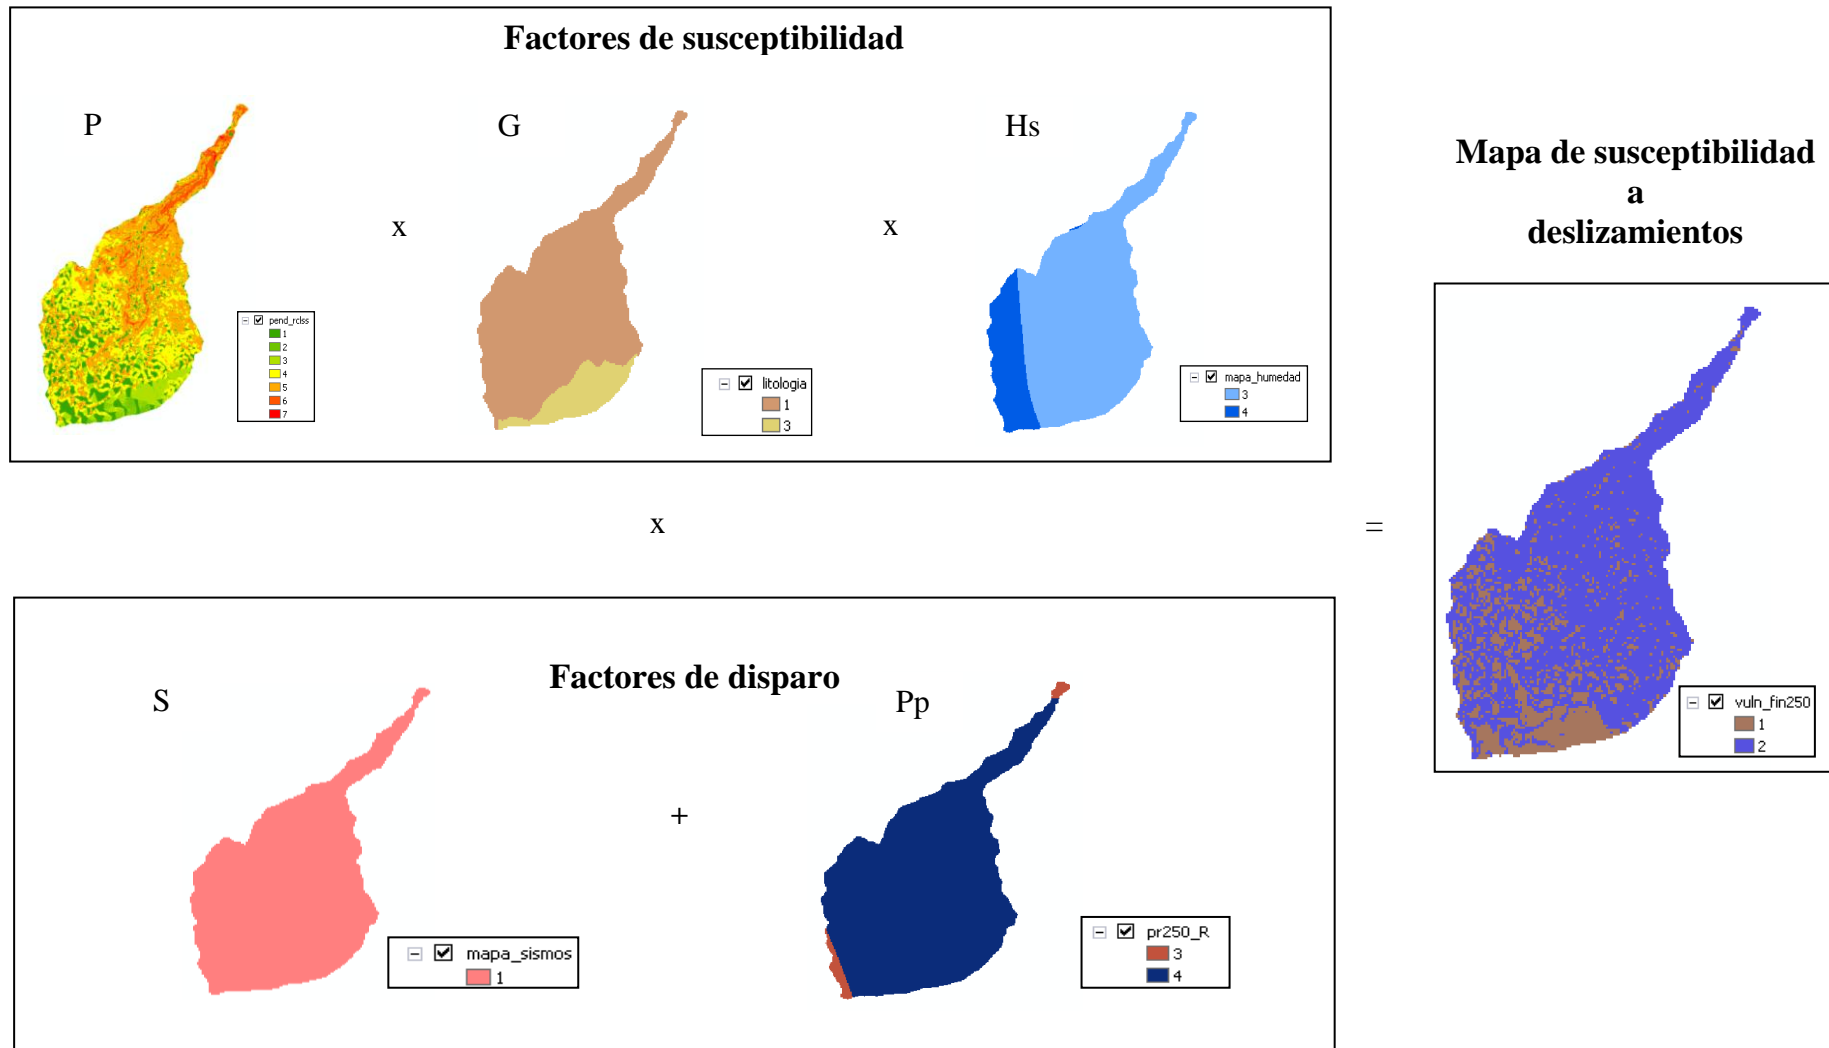 Factores de susceptibilidad
P
G
Hs
x
x
pend_rclss
1
2
3
4
5
6
7
litologia
1
3
mapa_humedad
3
4
Mapa de susceptibilidad
a
deslizamientos
x
=
vuln_fin250
1
2
Factores de disparo
S
Pp
+
mapa_sismos
1
pr250_R
3
4